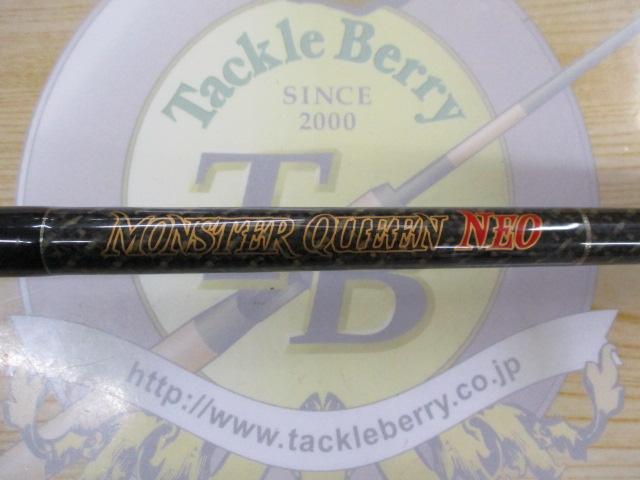 Tackle Berry
SINCE
2000
TB
MONSTER QUEEN NEO
http://www.tackleberry.co.jp